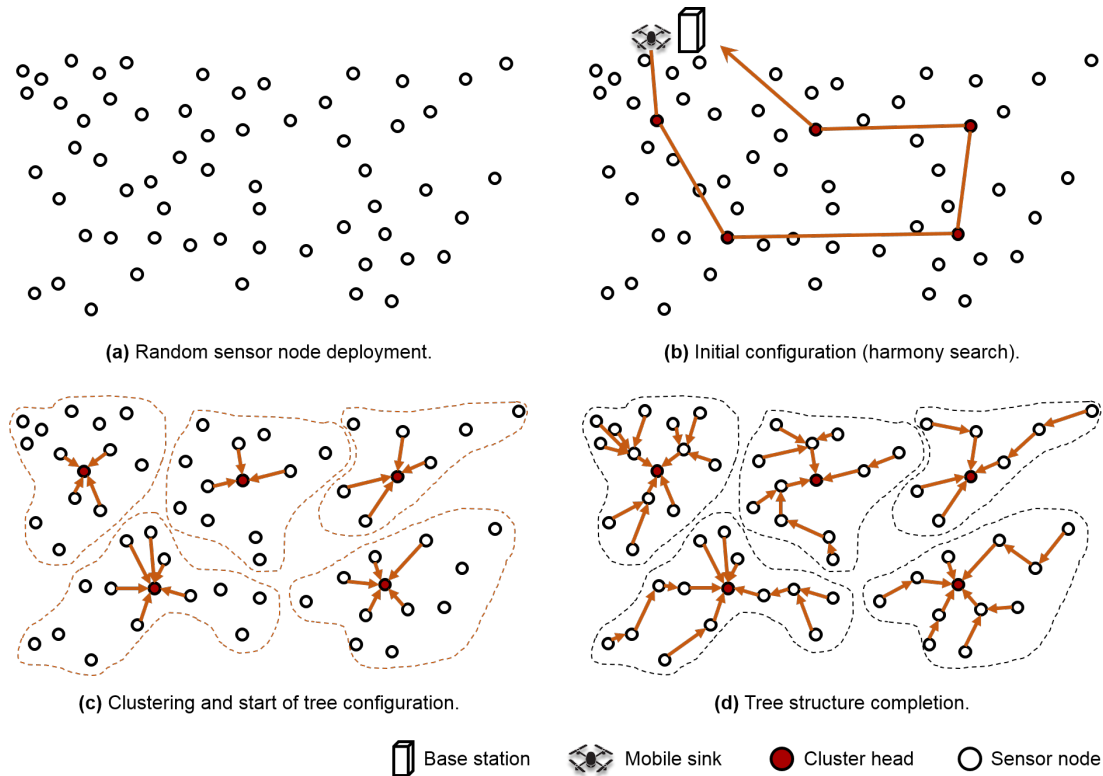 (a) Random sensor node deployment.
(b) Initial configuration (harmony search).
(c) Clustering and start of tree configuration.
(d) Tree structure completion.
Base station
Mobile sink
Cluster head
Sensor node